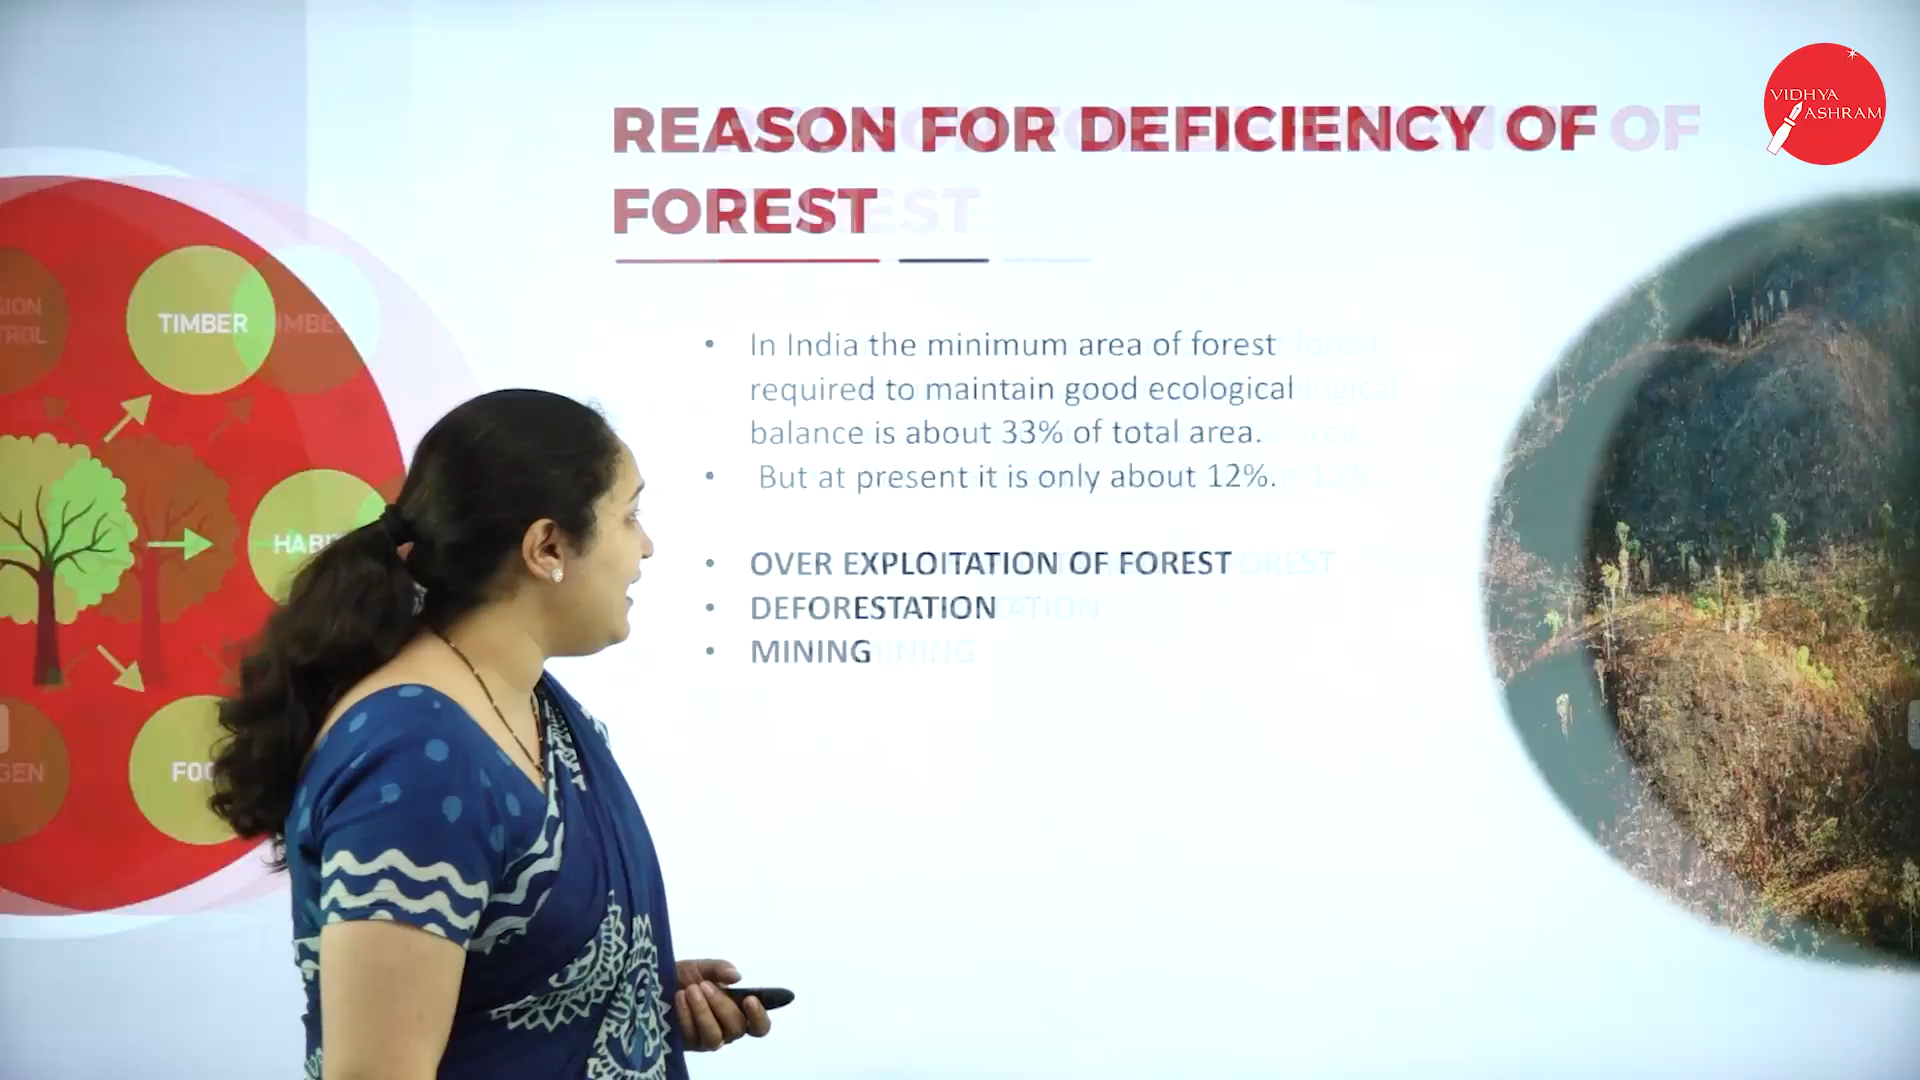 VIDHYA
ASHRAM
REASON FOR DEFICIENCY OF
FOREST
TIMBER
• In India the minimum area of forest
required to maintain good ecological
balance is about 33% of total area.
• But at present it is only about 12%.
• OVER EXPLOITATION OF FOREST
• DEFORESTATION
• MINING